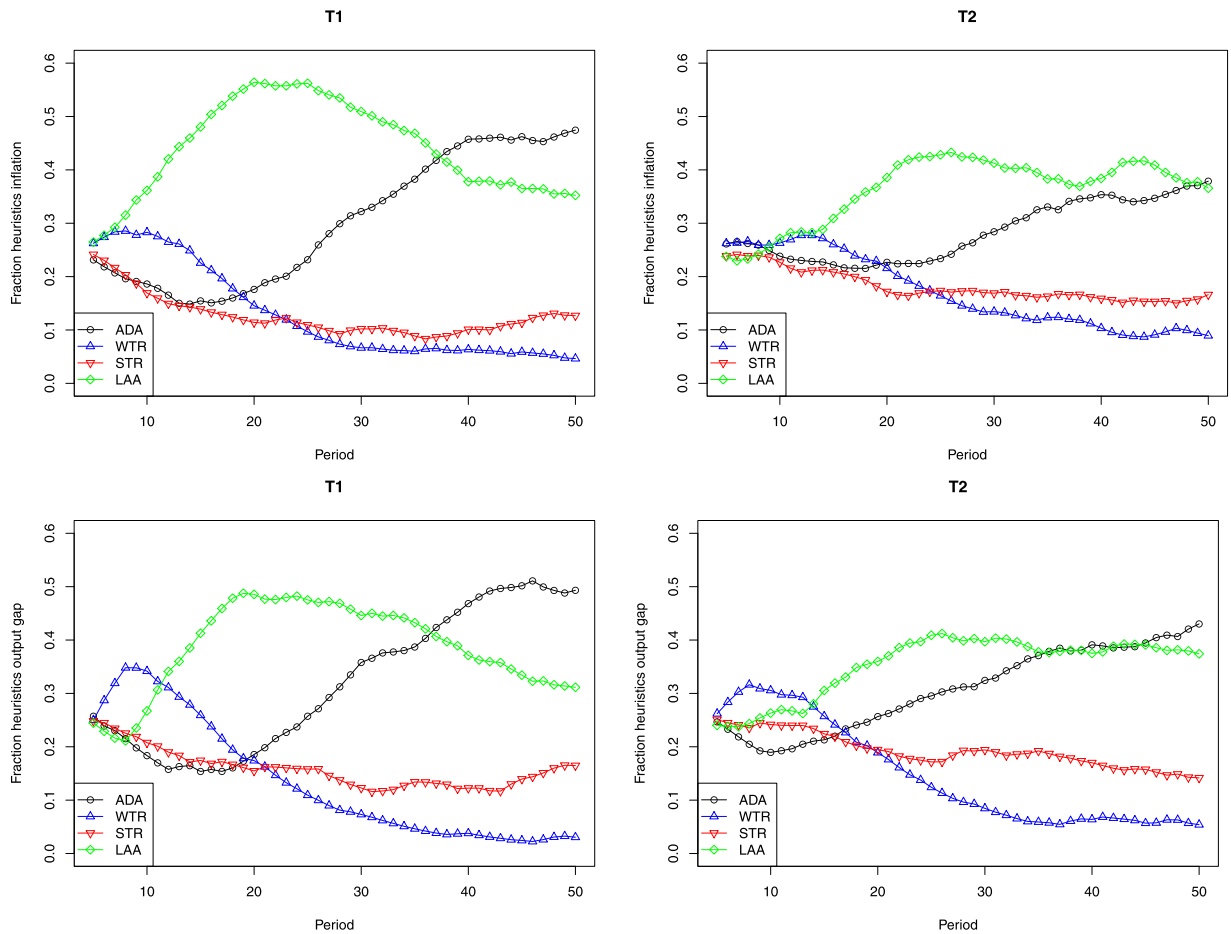 T1
Fraction heuristics inflation
0.6
0.5
0.4
0.3
0.2
0.1
0.0
ADA
WTR
STR
LAA
10 20 30 40 50
Period
T2
Fraction heuristics inflation
0.6
0.5
0.4
0.3
0.2
0.1
0.0
ADA
WTR
STR
LAA
10 20 30 40 50
Period
T1
Fraction heuristics output gap
0.6
0.5
0.4
0.3
0.2
0.1
0.0
ADA
WTR
STR
LAA
10 20 30 40 50
Period
T2
Fraction heuristics output gap
0.6
0.5
0.4
0.3
0.2
0.1
0.0
ADA
WTR
STR
LAA
10 20 30 40 50
Period